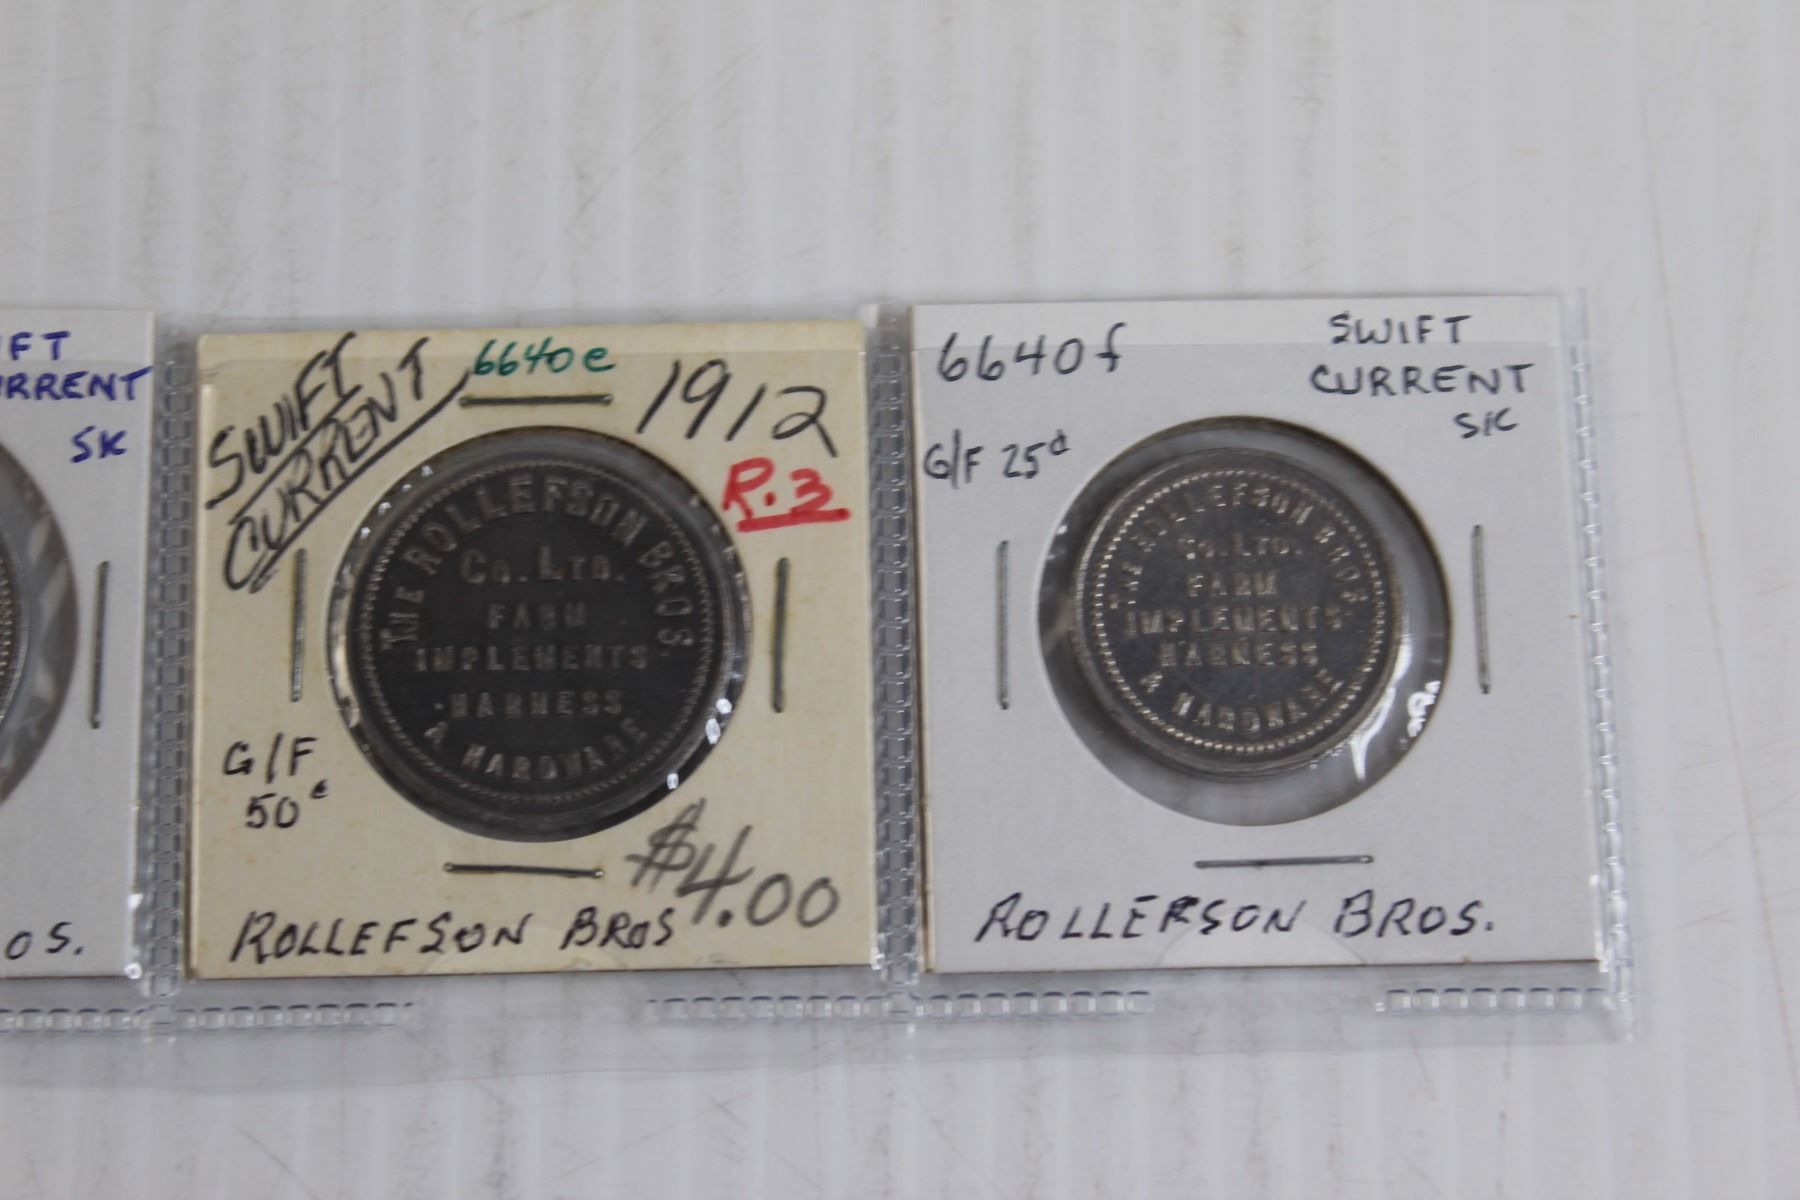 IFT
URRENT
SK
OS.
SWIFT
CURRENT
6640e
1912
R.3
THE ROLLEFSON BROS
Co. LTD.
FARM
IMPLEMENTS
HARNESS
& HARDWARE
G/F
50¢
$4.00
ROLLEFSON BROS
6640f
SWIFT
CURRENT
SK
G/F 25¢
THE ROLLEFSON BROS.
Co. LTD.
FARM
IMPLEMENTS
HARNESS
& HARDWARE
ROLLERSON BROS.